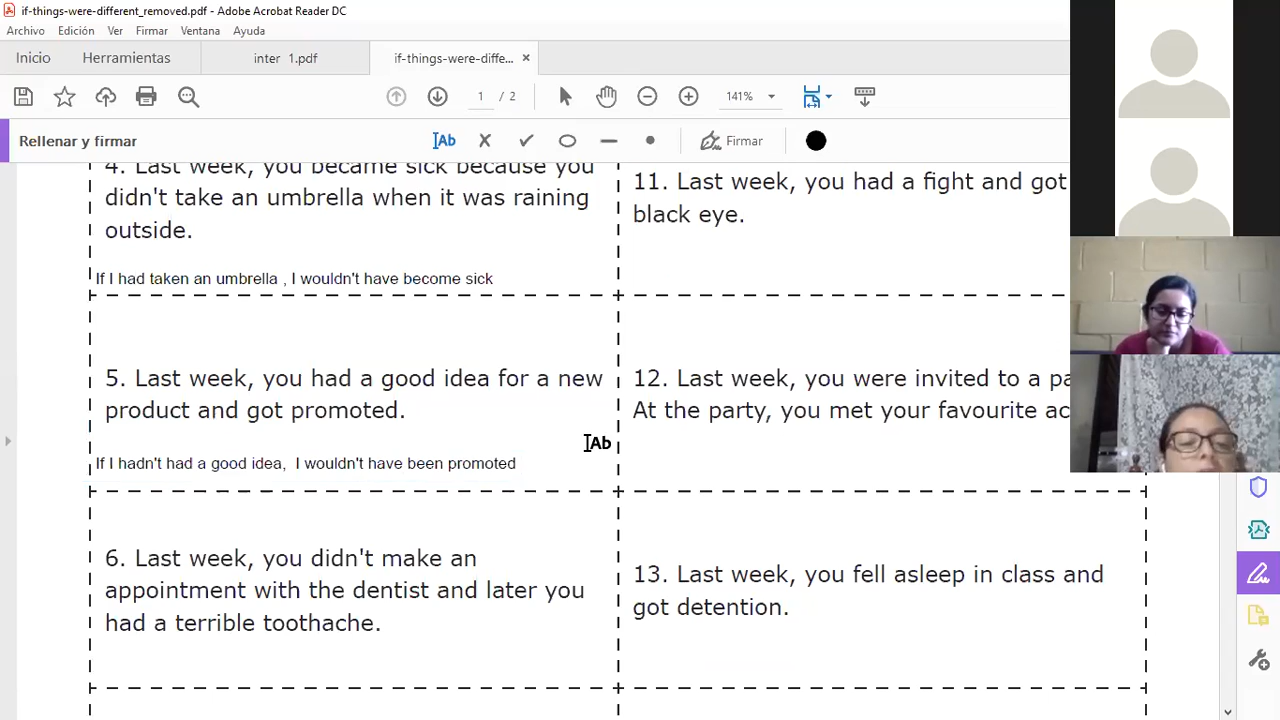 if-things-were-different_removed.pdf - Adobe Acrobat Reader DC
Archivo Edición Ver Firmar Ventana Ayuda
Inicio Herramientas inter 1.pdf if-things-were-diffe... ×
1 / 2 141%
Rellenar y firmar Ab Firmar
4. Last week, you became sick because you
didn't take an umbrella when it was raining
outside.
If I had taken an umbrella , I wouldn't have become sick
11. Last week, you had a fight and got
black eye.
5. Last week, you had a good idea for a new
product and got promoted.
Ab
If I hadn't had a good idea, I wouldn't have been promoted
12. Last week, you were invited to a
At the party, you met your favourite
6. Last week, you didn't make an
appointment with the dentist and later you
had a terrible toothache.
13. Last week, you fell asleep in class and
got detention.